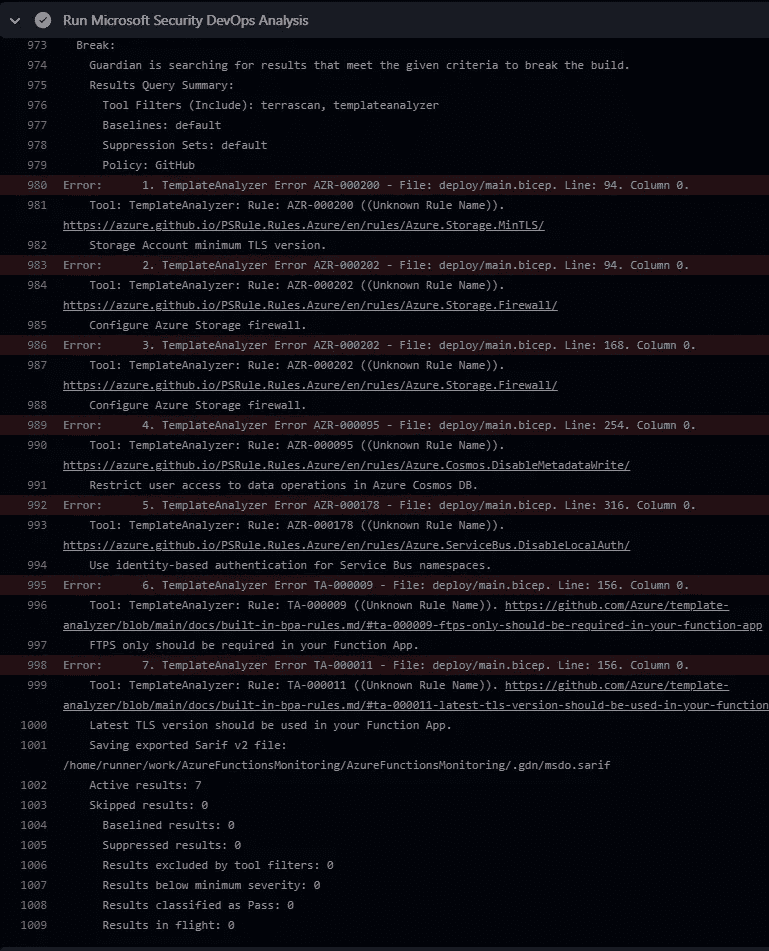 Run Microsoft Security DevOps Analysis
973 Break:
974 Guardian is searching for results that meet the given criteria to break the build.
975 Results Query Summary:
976 Tool Filters (Include): terrascan, templateanalyzer
977 Baselines: default
978 Suppression Sets: default
979 Policy: GitHub
980 Error: 1. TemplateAnalyzer Error AZR-000200 - File: deploy/main.bicep. Line: 94. Column 0.
981 Tool: TemplateAnalyzer: Rule: AZR-000200 ((Unknown Rule Name)).
https://azure.github.io/PSRule.Rules.Azure/en/rules/Azure.Storage.MinTLS/
982 Storage Account minimum TLS version.
983 Error: 2. TemplateAnalyzer Error AZR-000202 - File: deploy/main.bicep. Line: 94. Column 0.
984 Tool: TemplateAnalyzer: Rule: AZR-000202 ((Unknown Rule Name)).
https://azure.github.io/PSRule.Rules.Azure/en/rules/Azure.Storage.Firewall/
985 Configure Azure Storage firewall.
986 Error: 3. TemplateAnalyzer Error AZR-000202 - File: deploy/main.bicep. Line: 168. Column 0.
987 Tool: TemplateAnalyzer: Rule: AZR-000202 ((Unknown Rule Name)).
https://azure.github.io/PSRule.Rules.Azure/en/rules/Azure.Storage.Firewall/
988 Configure Azure Storage firewall.
989 Error: 4. TemplateAnalyzer Error AZR-000095 - File: deploy/main.bicep. Line: 254. Column 0.
990 Tool: TemplateAnalyzer: Rule: AZR-000095 ((Unknown Rule Name)).
https://azure.github.io/PSRule.Rules.Azure/en/rules/Azure.Cosmos.DisableMetadataWrite/
991 Restrict user access to data operations in Azure Cosmos DB.
992 Error: 5. TemplateAnalyzer Error AZR-000178 - File: deploy/main.bicep. Line: 316. Column 0.
993 Tool: TemplateAnalyzer: Rule: AZR-000178 ((Unknown Rule Name)).
https://azure.github.io/PSRule.Rules.Azure/en/rules/Azure.ServiceBus.DisableLocalAuth/
994 Use identity-based authentication for Service Bus namespaces.
995 Error: 6. TemplateAnalyzer Error TA-000009 - File: deploy/main.bicep. Line: 156. Column 0.
996 Tool: TemplateAnalyzer: Rule: TA-000009 ((Unknown Rule Name)). https://github.com/Azure/template-
analyzer/blob/main/docs/built-in-bpa-rules.md/#ta-000009-ftps-only-should-be-required-in-your-function-app
997 FTPS only should be required in your Function App.
998 Error: 7. TemplateAnalyzer Error TA-000011 - File: deploy/main.bicep. Line: 156. Column 0.
999 Tool: TemplateAnalyzer: Rule: TA-000011 ((Unknown Rule Name)). https://github.com/Azure/template-
analyzer/blob/main/docs/built-in-bpa-rules.md/#ta-000011-latest-tls-version-should-be-used-in-your-function
1000 Latest TLS version should be used in your Function App.
1001 Saving exported Sarif v2 file:
/home/runner/work/AzureFunctionsMonitoring/AzureFunctionsMonitoring/.gdn/msdo.sarif
1002 Active results: 7
1003 Skipped results: 0
1004 Baselined results: 0
1005 Suppressed results: 0
1006 Results excluded by tool filters: 0
1007 Results below minimum severity: 0
1008 Results classified as Pass: 0
1009 Results in flight: 0